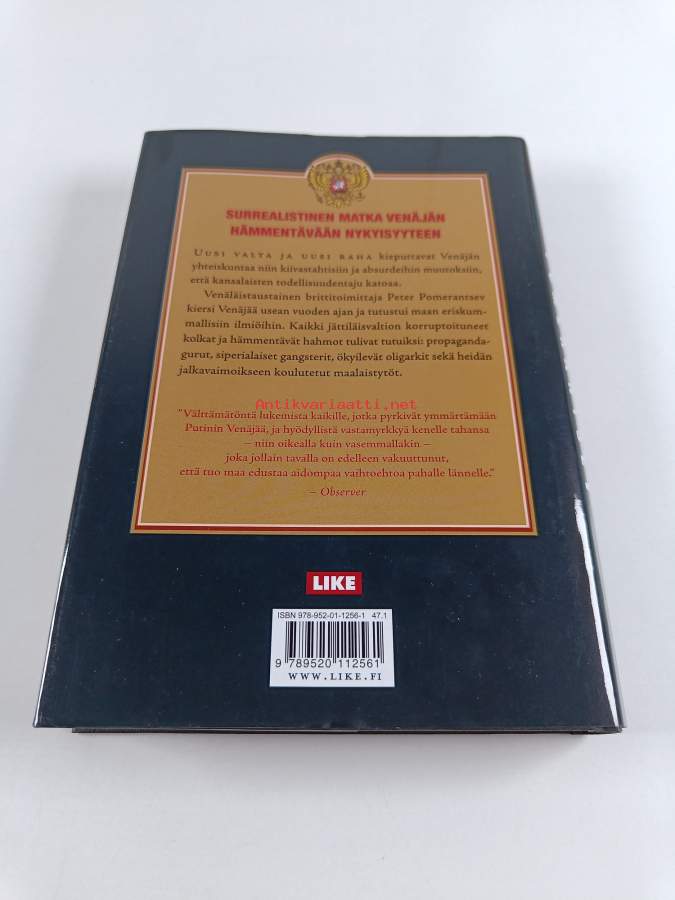 SURREALISTINEN MATKA VENÄJÄN
HÄMMENTÄVÄÄN NYKYISYYTEEN
UUSI VALTA JA UUSI RAHA kieputtavat Venäjän
yhteiskuntaa niin kiivastahtisiin ja absurdeihin muutoksiin,
että kansalaisten todellisuudentaju katoaa.
Venäläistaustainen brittitoimittaja Peter Pomerantsev
kiersi Venäjää usean vuoden ajan ja tutustui maan eriskum-
mallisiin ilmiöihin. Kaikki jättiläisvaltion korruptoituneet
kolkat ja hämmentävät hahmot tulivat tutuiksi: propaganda-
gurut, siperialaiset gangsterit, ökyilevät oligarkit sekä heidän
jalkavaimoikseen koulutetut maalaistytöt.
Antikvariaatti.net
"Välttämätöntä lukemista kaikille, jotka pyrkivät ymmärtämään
Putinin Venäjää, ja hyödyllistä vastamyrkkyä kenelle tahansa
– niin oikealla kuin vasemmallakin –
joka jollain tavalla on edelleen vakuuttunut,
että tuo maa edustaa aidompaa vaihtoehtoa pahalle lännelle."
– Observer
LIKE
ISBN 978-952-01-1256-1 47.1
9 789520 112561
WWW.LIKE.FI